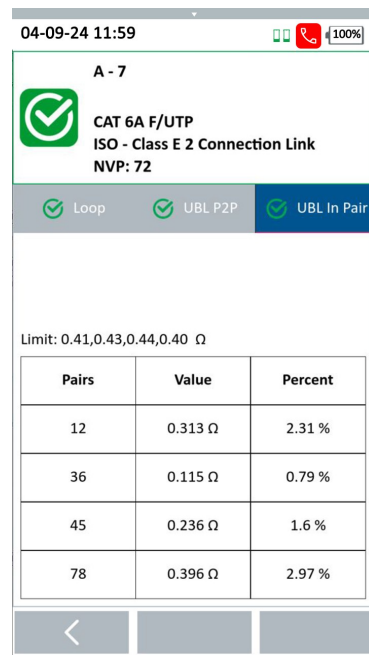 04-09-24 11:59
100%
A - 7
CAT 6A F/UTP
ISO - Class E 2 Connection Link
NVP: 72
Loop
UBL P2P
UBL In Pair
Limit: 0.41,0.43,0.44,0.40 Ω
Pairs Value Percent
12 0.313 Ω 2.31 %
36 0.115 Ω 0.79 %
45 0.236 Ω 1.6 %
78 0.396 Ω 2.97 %